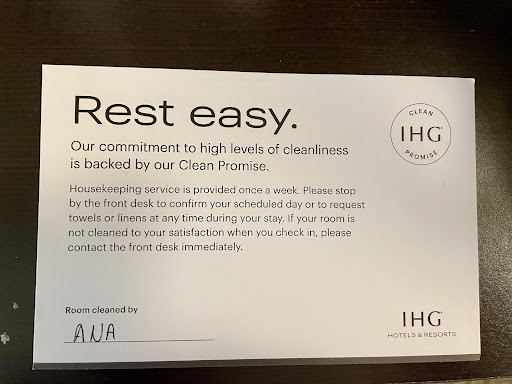 Rest easy.
CLEAN
IHG
PROMISE
Our commitment to high levels of cleanliness
is backed by our Clean Promise.
Housekeeping service is provided once a week. Please stop
by the front desk to confirm your scheduled day or to request
towels or linens at any time during your stay. If your room is
not cleaned to your satisfaction when you check in, please
contact the front desk immediately.
Room cleaned by
ANA
IHG
HOTELS & RESORTS